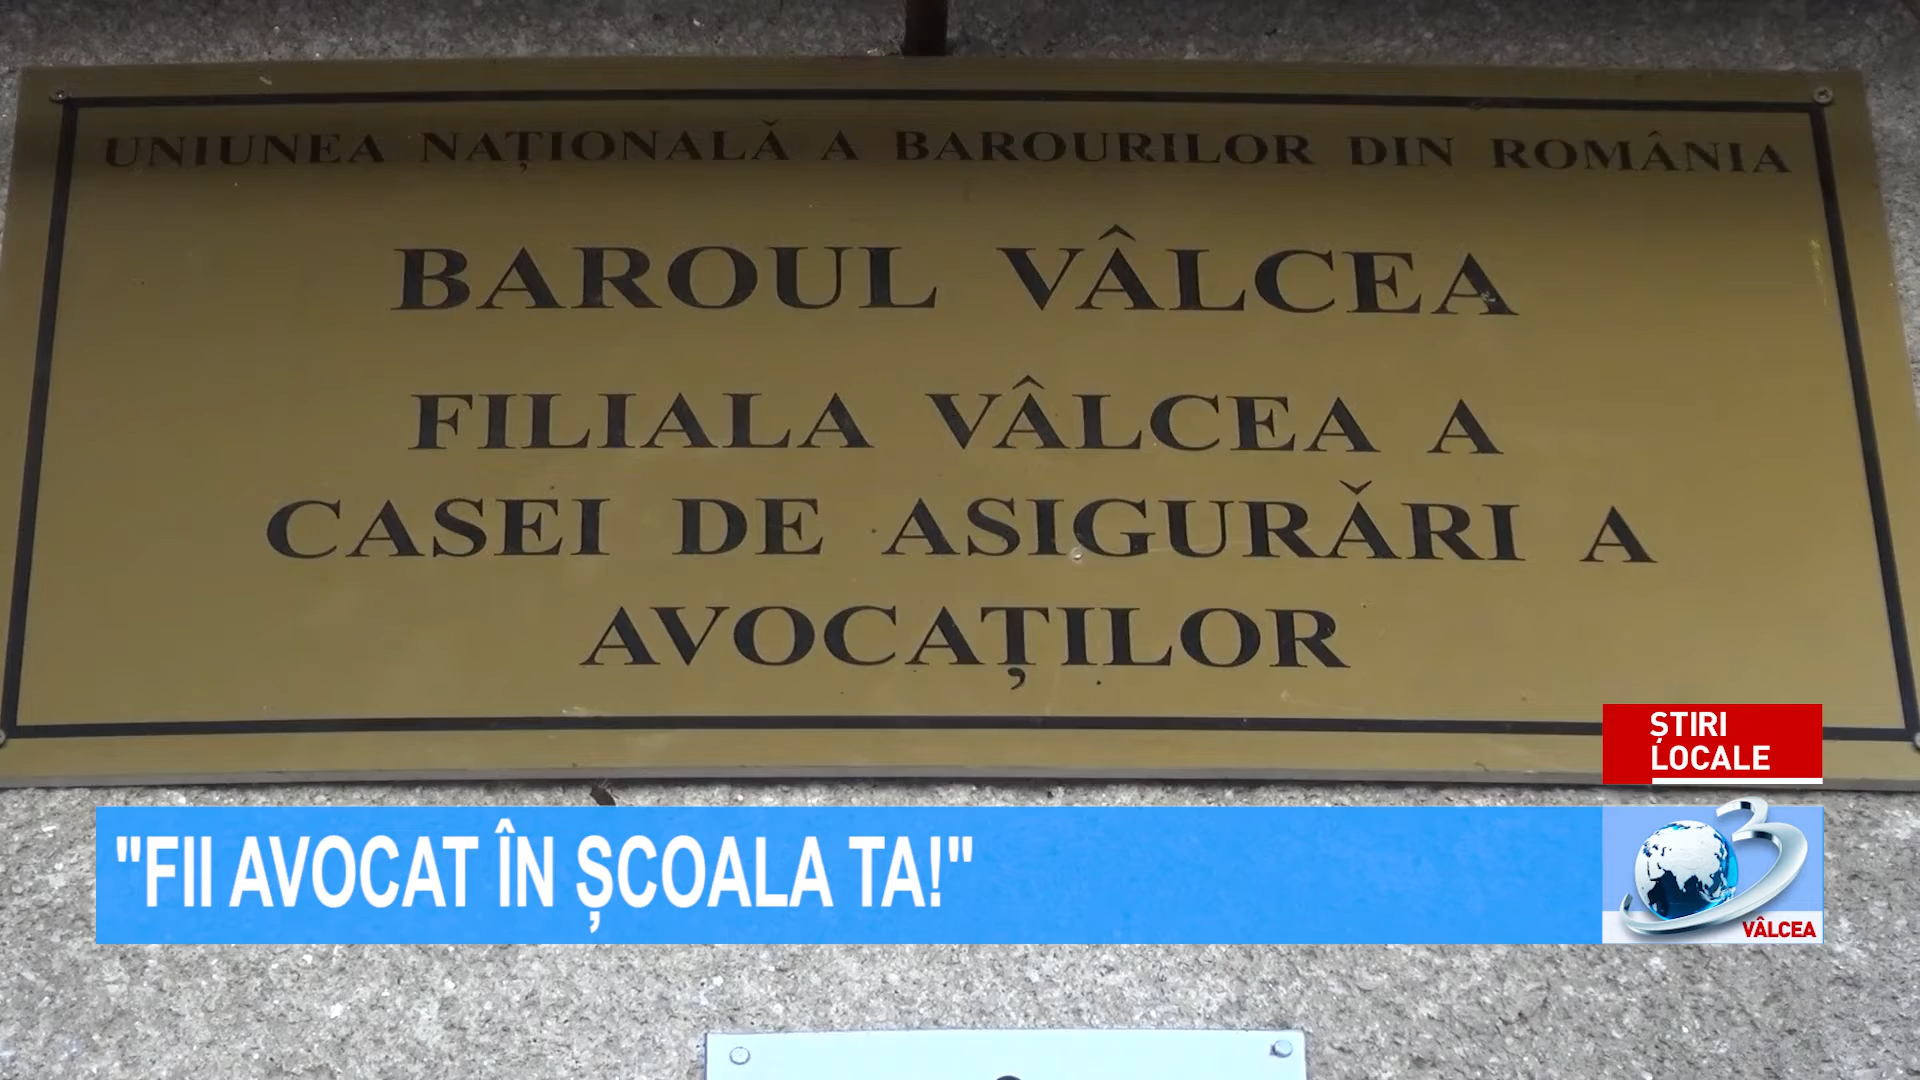 UNIUNEA NAȚIONALĂ A BAROURILOR DIN ROMÂNIA
BAROUL VÂLCEA
FILIALA VÂLCEA A
CASEI DE ASIGURĂRI A
AVOCAȚILOR
ȘTIRI
LOCALE
"FII AVOCAT ÎN ȘCOALA TA!"
3
VÂLCEA